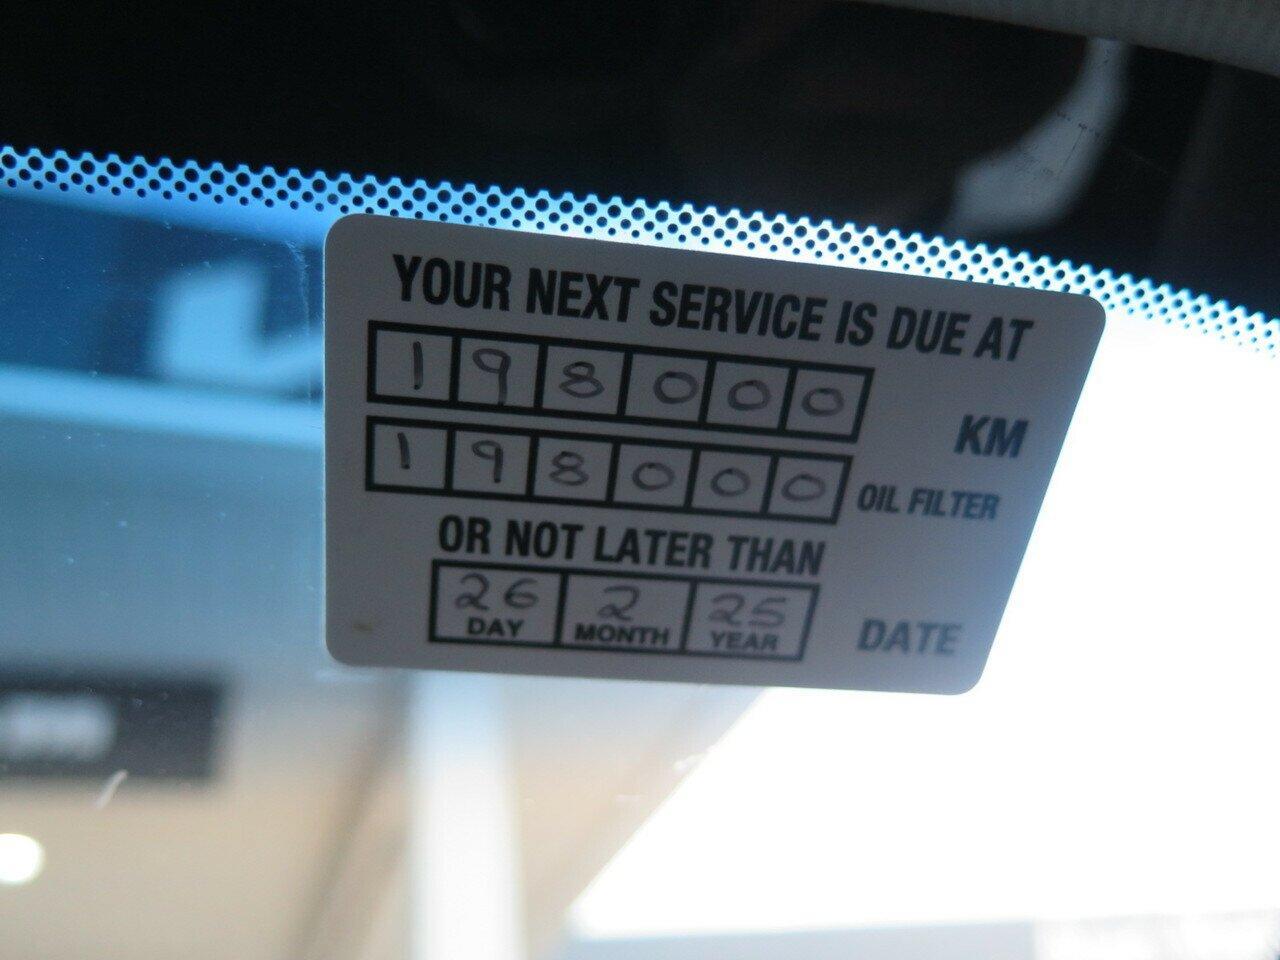 YOUR NEXT SERVICE IS DUE AT
198000 KM
198000 OIL FILTER
OR NOT LATER THAN
26 2 25
DAY MONTH YEAR DATE